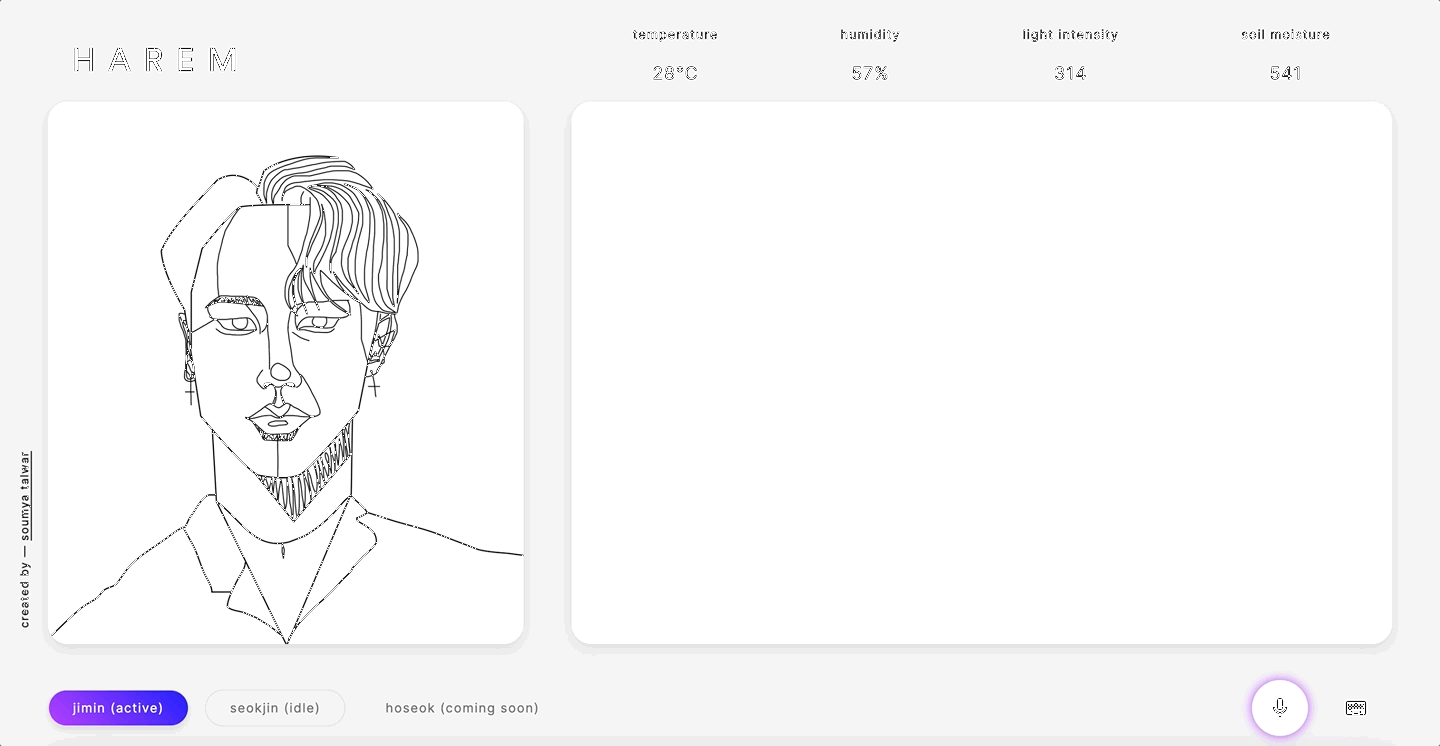 HAREM
temperature humidity light intensity soil moisture
28°C 57% 314 541
created by — soumya talwar
jimin (active) seokjin (idle) hoseok (coming soon)